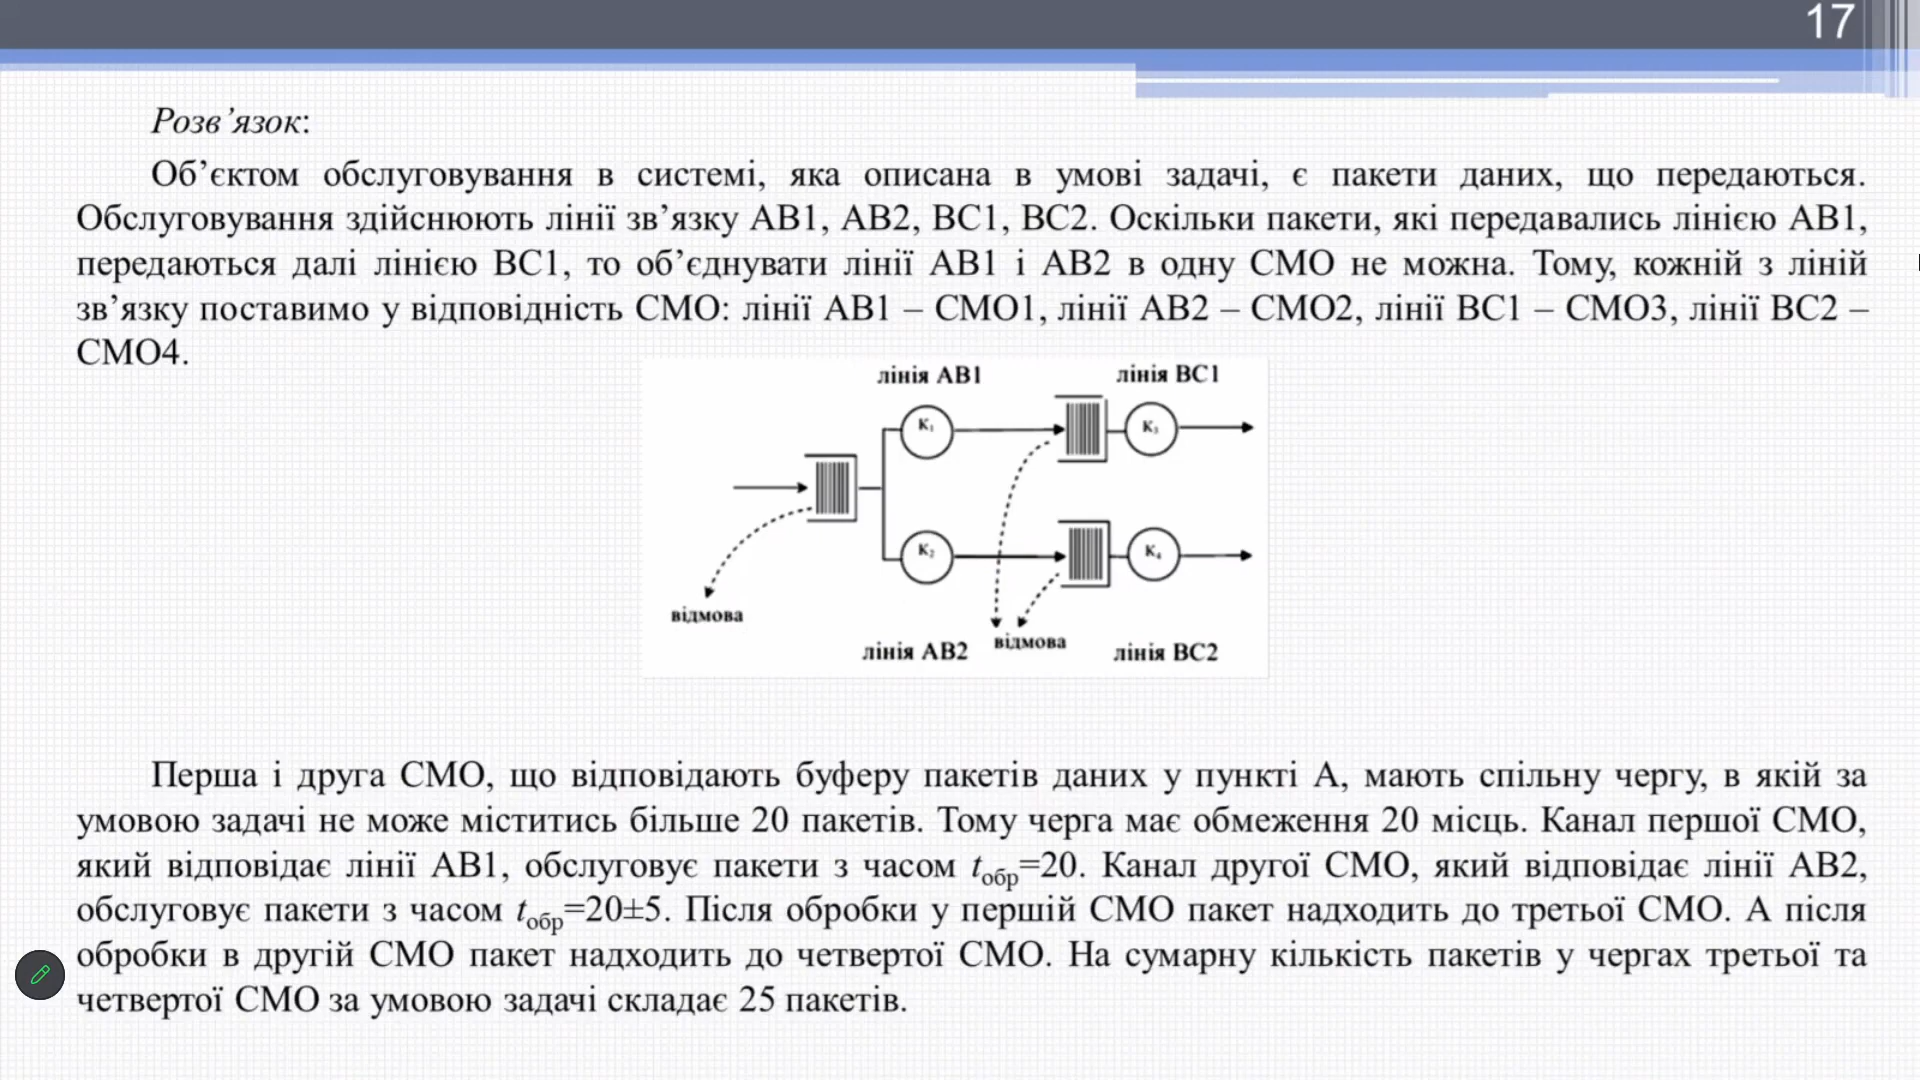 17
Розв’язок:
Об’єктом обслуговування в системі, яка описана в умові задачі, є пакети даних, що передаються.
Обслуговування здійснюють лінії зв’язку АВ1, АВ2, ВС1, ВС2. Оскільки пакети, які передавались лінією АВ1,
передаються далі лінією ВС1, то об’єднувати лінії АВ1 і АВ2 в одну СМО не можна. Тому, кожній з ліній
зв’язку поставимо у відповідність СМО: лінії АВ1 – СМО1, лінії АВ2 – СМО2, лінії ВС1 – СМО3, лінії ВС2 –
СМО4.
лінія АВ1
лінія ВС1
К₁
К₃
К₂
К₄
відмова
відмова
лінія АВ2
лінія ВС2
Перша і друга СМО, що відповідають буферу пакетів даних у пункті А, мають спільну чергу, в якій за
умовою задачі не може міститись більше 20 пакетів. Тому черга має обмеження 20 місць. Канал першої СМО,
який відповідає лінії АВ1, обслуговує пакети з часом tобр=20. Канал другої СМО, який відповідає лінії АВ2,
обслуговує пакети з часом tобр=20±5. Після обробки у першій СМО пакет надходить до третьої СМО. А після
обробки в другій СМО пакет надходить до четвертої СМО. На сумарну кількість пакетів у чергах третьої та
четвертої СМО за умовою задачі складає 25 пакетів.